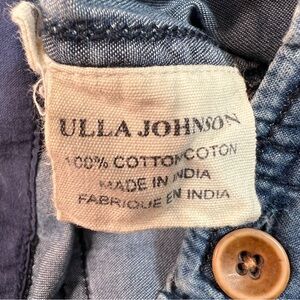 ULLA JOHNSON
100% COTTON COTON
MADE IN INDIA
FABRIQUE EN INDIA